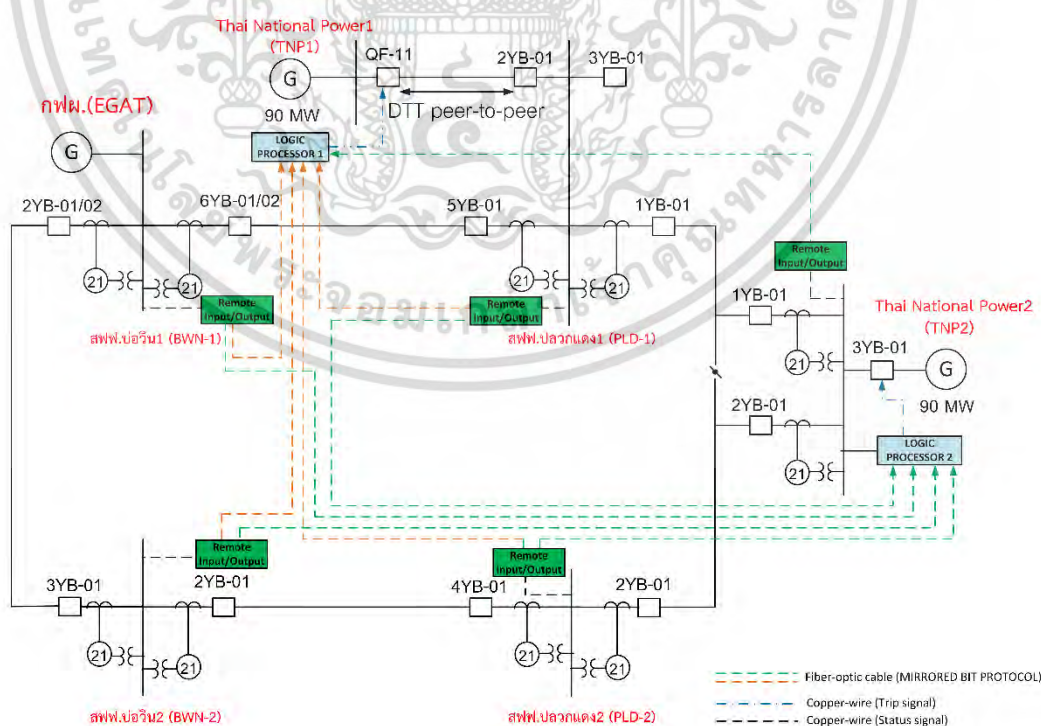 Thai National Power1
(TNP1)
QF-11
2YB-01
3YB-01
G
DTT peer-to-peer
90 MW
กฟผ.(EGAT)
LOGIC
PROCESSOR 1
G
2YB-01/02
6YB-01/02
5YB-01
1YB-01
21
21
21
21
Remote
Input/Output
Remote
Input/Output
Remote
Input/Output
สฟฟ.บ่อวิน1 (BWN-1)
สฟฟ.ปลวกแดง1 (PLD-1)
1YB-01
21
Thai National Power2
(TNP2)
3YB-01
G
90 MW
2YB-01
21
LOGIC
PROCESSOR 2
Remote
Input/Output
Remote
Input/Output
3YB-01
2YB-01
4YB-01
2YB-01
21
21
21
21
สฟฟ.บ่อวิน2 (BWN-2)
สฟฟ.ปลวกแดง2 (PLD-2)
Fiber-optic cable (MIRRORED BIT PROTOCOL)
Copper-wire (Trip signal)
Copper-wire (Status signal)